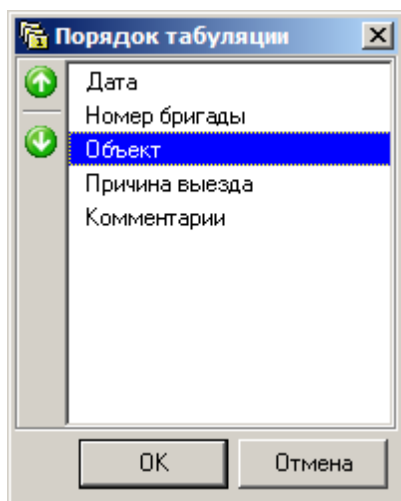 Порядок табуляции
Дата
Номер бригады
Объект
Причина выезда
Комментарии
OK
Отмена